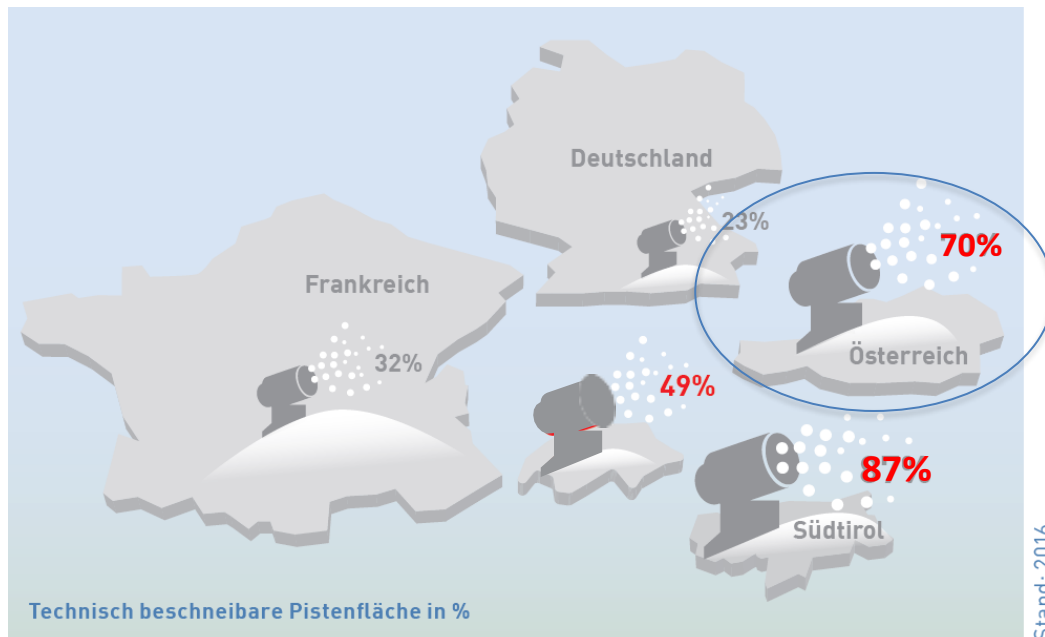 Deutschland
23%
70%
Österreich
Frankreich
32%
49%
87%
Südtirol
Technisch beschneibare Pistenfläche in %
Stand: 2016